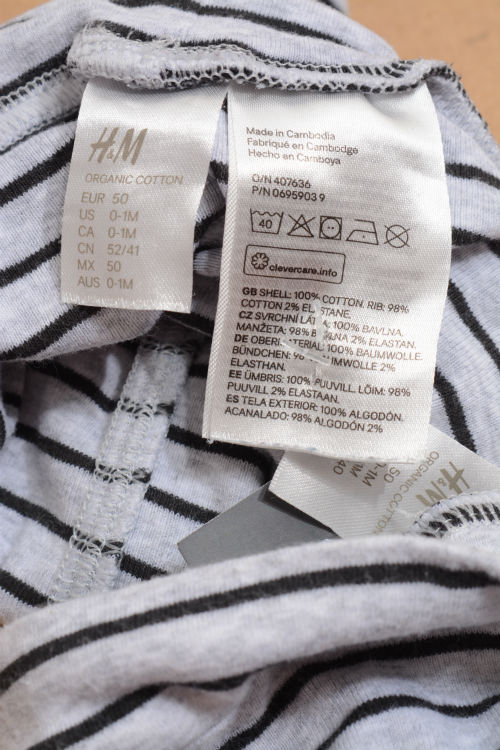 H&M
ORGANIC COTTON
EUR 50
US 0-1M
CA 0-1M
CN 52/41
MX 50
AUS 0-1M
Made in Cambodia
Fabriqué en Cambodge
Hecho en Camboya
O/N 407636
P/N 0695903 9
40
clevercare.info
GB SHELL: 100% COTTON. RIB: 98%
COTTON 2% ELASTANE.
CZ SVRCHNÍ LÁTKA: 100% BAVLNA.
MANŽETA: 98% BAVLNA 2% ELASTAN.
DE OBERMATERIAL: 100% BAUMWOLLE.
BÜNDCHEN: 98% BAUMWOLLE 2%
ELASTHAN.
EE ÜMBRIS: 100% PUUVILL. LÕIM: 98%
PUUVILL 2% ELASTAAN.
ES TELA EXTERIOR: 100% ALGODÓN.
ACANALADO: 98% ALGODÓN 2%
H&M
ORGANIC COTTON
50
0-1M